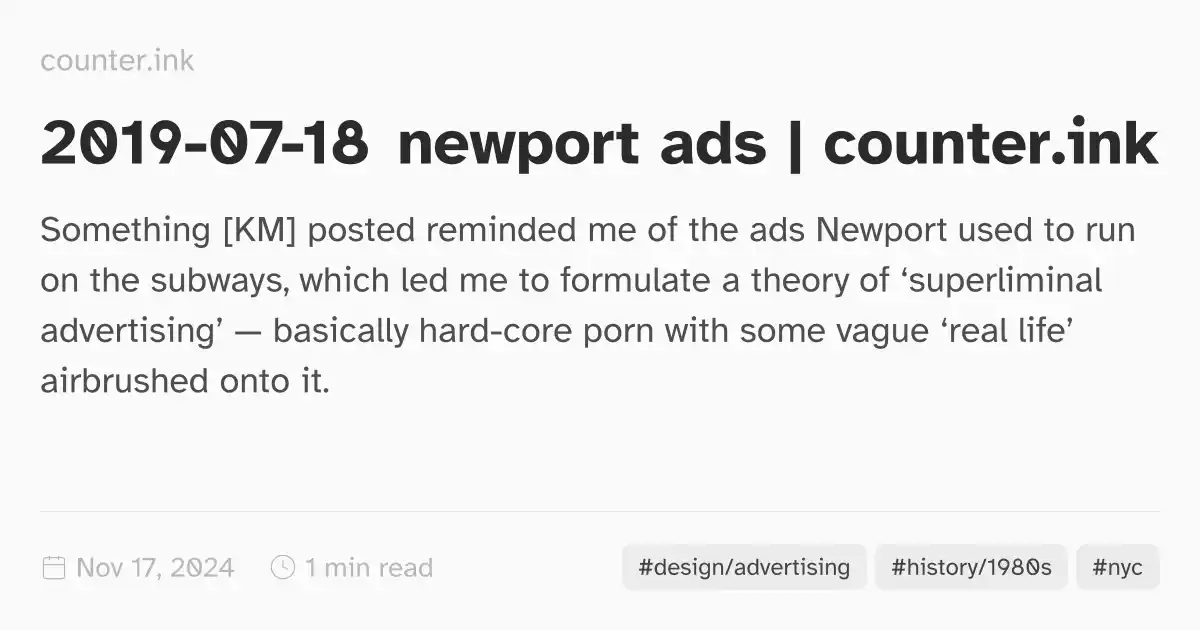 counter.ink
2019-07-18 newport ads | counter.ink
Something [KM] posted reminded me of the ads Newport used to run
on the subways, which led me to formulate a theory of ‘superliminal
advertising’ — basically hard-core porn with some vague ‘real life’
airbrushed onto it.
Nov 17, 2024 1 min read #design/advertising #history/1980s #nyc